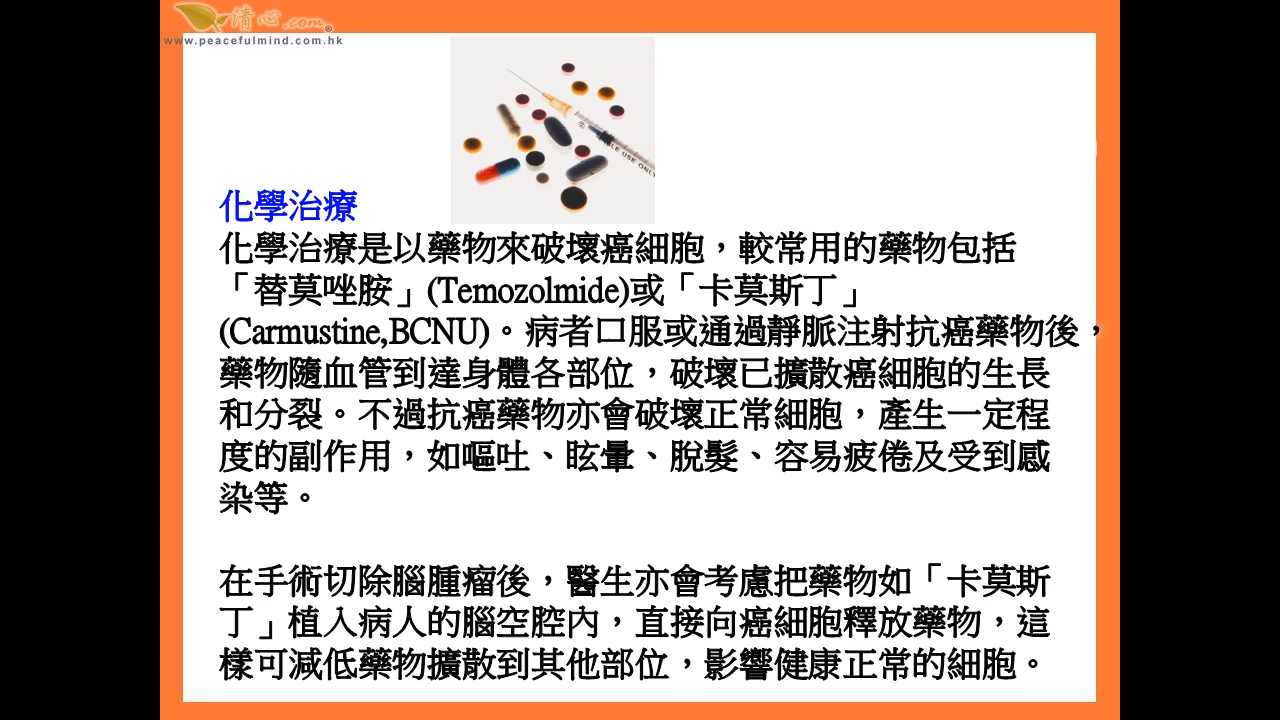 清心.com
www.peacefulmind.com.hk
SINGLE USE ONLY
化學治療
化學治療是以藥物來破壞癌細胞，較常用的藥物包括
「替莫唑胺」(Temozolmide)或「卡莫斯丁」
(Carmustine,BCNU)。病者口服或通過靜脈注射抗癌藥物後，
藥物隨血管到達身體各部位，破壞已擴散癌細胞的生長
和分裂。不過抗癌藥物亦會破壞正常細胞，產生一定程
度的副作用，如嘔吐、眩暈、脫髮、容易疲倦及受到感
染等。
在手術切除腦腫瘤後，醫生亦會考慮把藥物如「卡莫斯
丁」植入病人的腦空腔內，直接向癌細胞釋放藥物，這
樣可減低藥物擴散到其他部位，影響健康正常的細胞。